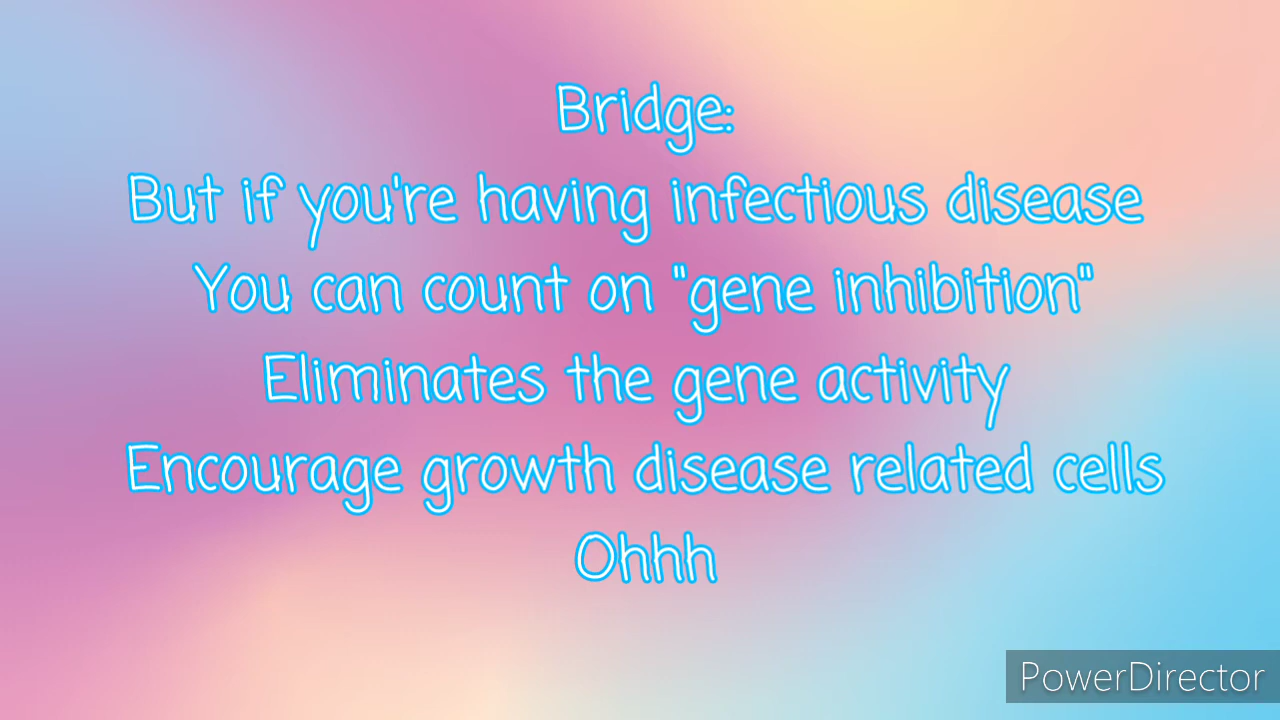 Bridge:
But if you're having infectious disease
You can count on "gene inhibition"
Eliminates the gene activity
Encourage growth disease related cells
Ohhh
PowerDirector